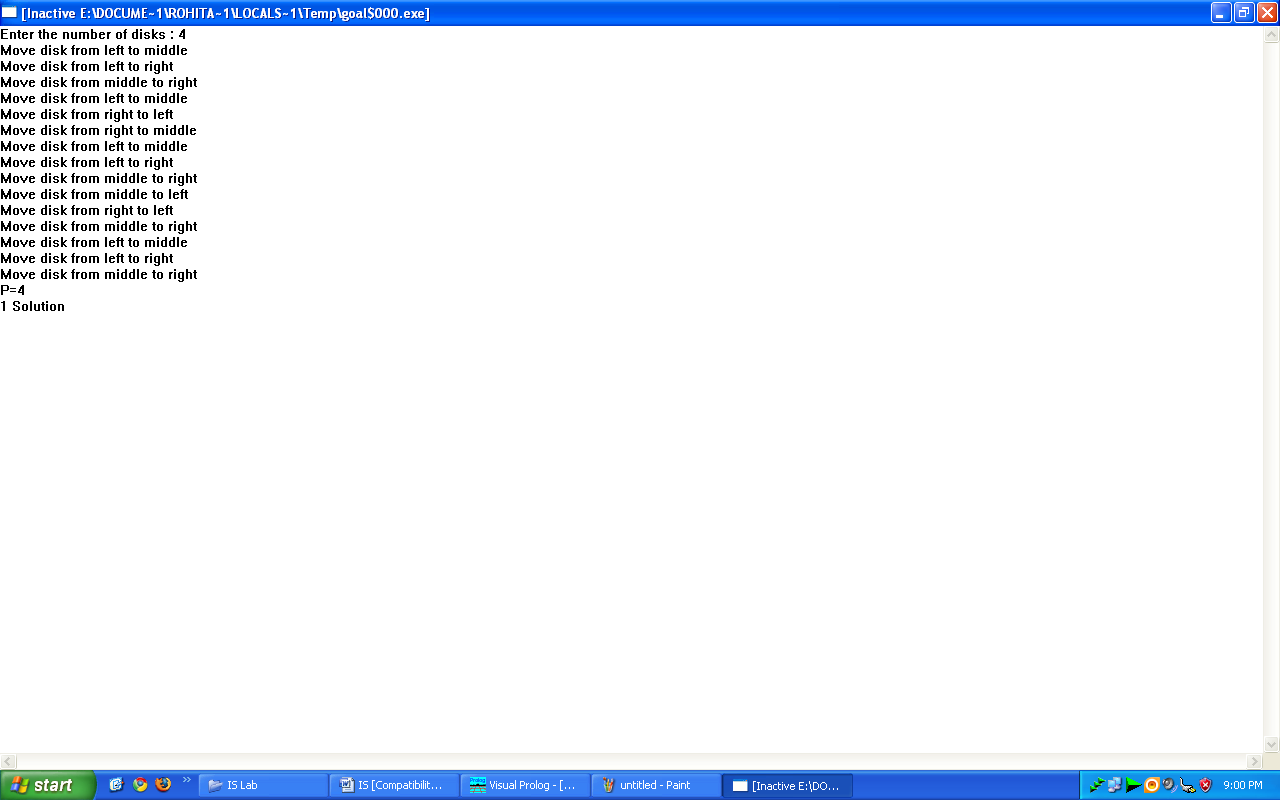 [Inactive E:\DOCUME~1\ROHITA~1\LOCALS~1\Temp\goal$000.exe]
Enter the number of disks : 4
Move disk from left to middle
Move disk from left to right
Move disk from middle to right
Move disk from left to middle
Move disk from right to left
Move disk from right to middle
Move disk from left to middle
Move disk from left to right
Move disk from middle to right
Move disk from middle to left
Move disk from right to left
Move disk from middle to right
Move disk from left to middle
Move disk from left to right
Move disk from middle to right
P=4
1 Solution
start IS Lab IS [Compatibilit... Visual Prolog - [... untitled - Paint [Inactive E:\DO... 9:00 PM